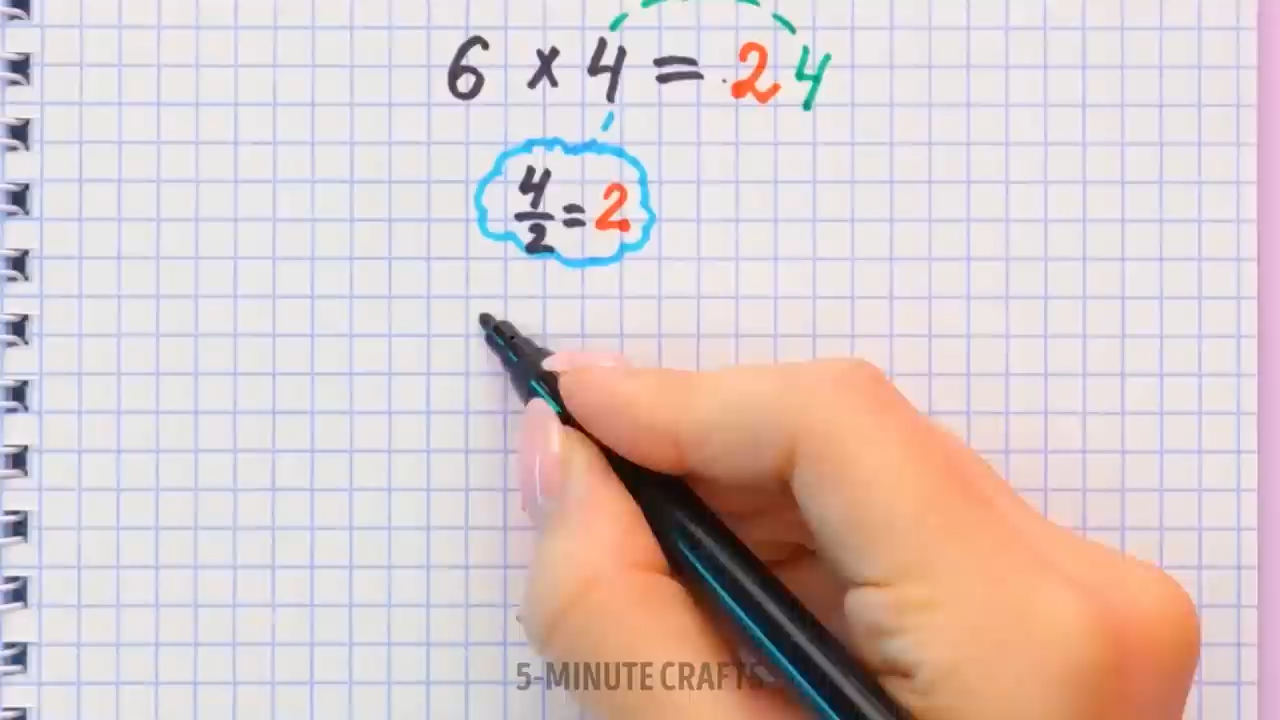 6 × 4 = 24
4/2 = 2
5-MINUTE CRAFTS